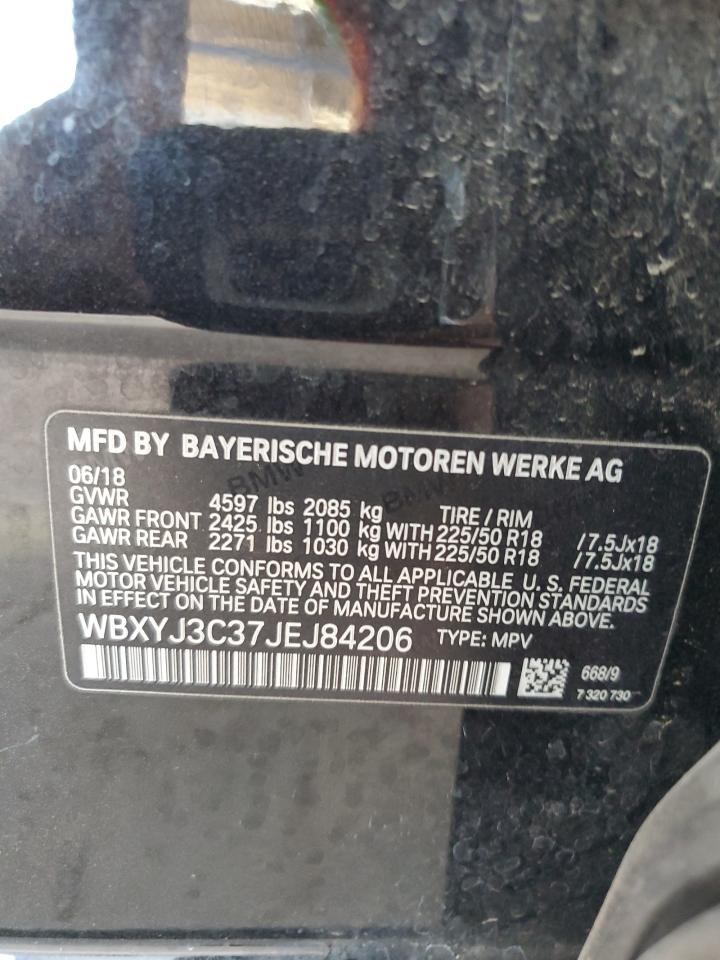 MFD BY BAYERISCHE MOTOREN WERKE AG
06/18
GVWR 4597 lbs 2085 kg TIRE / RIM
GAWR FRONT 2425 lbs 1100 kg WITH 225/50 R18 / 7.5Jx18
GAWR REAR 2271 lbs 1030 kg WITH 225/50 R18 / 7.5Jx18
THIS VEHICLE CONFORMS TO ALL APPLICABLE U. S. FEDERAL
MOTOR VEHICLE SAFETY AND THEFT PREVENTION STANDARDS
IN EFFECT ON THE DATE OF MANUFACTURE SHOWN ABOVE.
WBXYJ3C37JEJ84206 TYPE: MPV
668/9
7 320 730
BMW
BMW